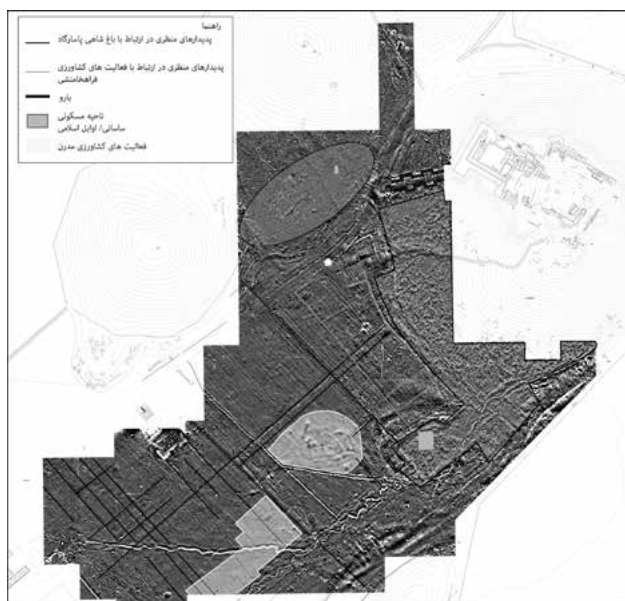 راهنما
پدیدارهای منظری در ارتباط با باغ شاهی پاسارگاد
پدیدارهای منظری در ارتباط با فعالیت های کشاورزی
فراهخامنشی
بارو
ناحیه مسکونی
ساسانی/ اوایل اسلامی
فعالیت های کشاورزی مدرن